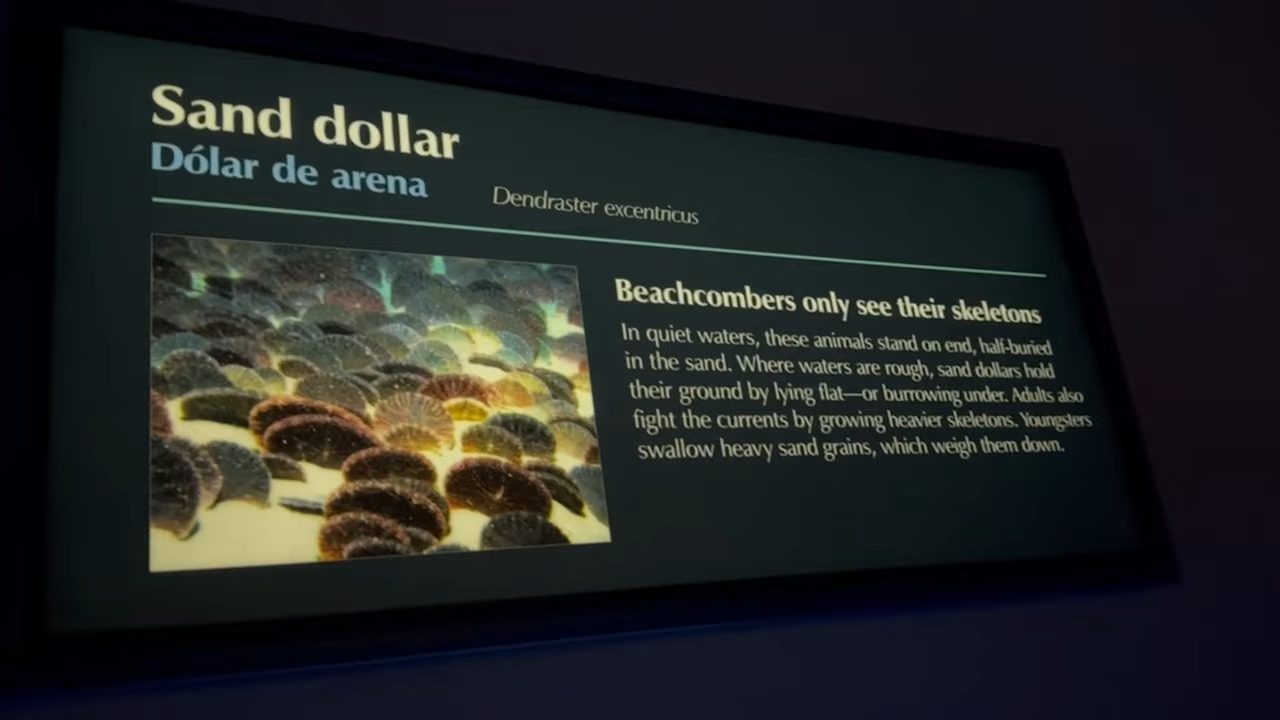 Sand dollar
Dólar de arena
Dendraster excentricus
Beachcombers only see their skeletons
In quiet waters, these animals stand on end, half-buried
in the sand. Where waters are rough, sand dollars hold
their ground by lying flat—or burrowing under. Adults also
fight the currents by growing heavier skeletons. Youngsters
swallow heavy sand grains, which weigh them down.